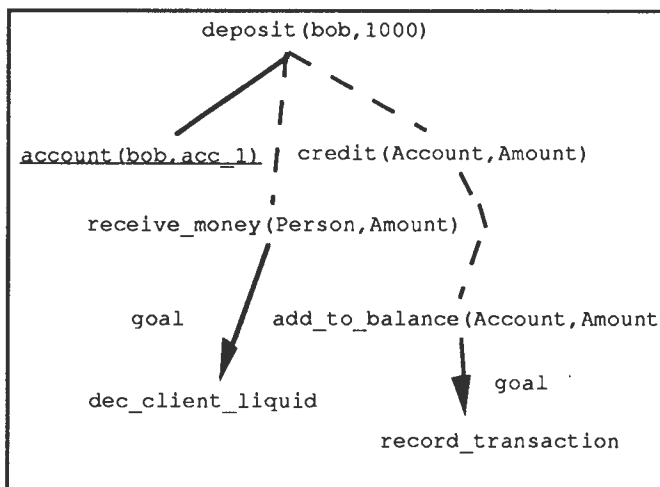 deposit(bob,1000)
account(bob,acc_1) credit(Account,Amount)
receive_money(Person,Amount)
goal add_to_balance(Account,Amount
dec_client_liquid goal
record_transaction